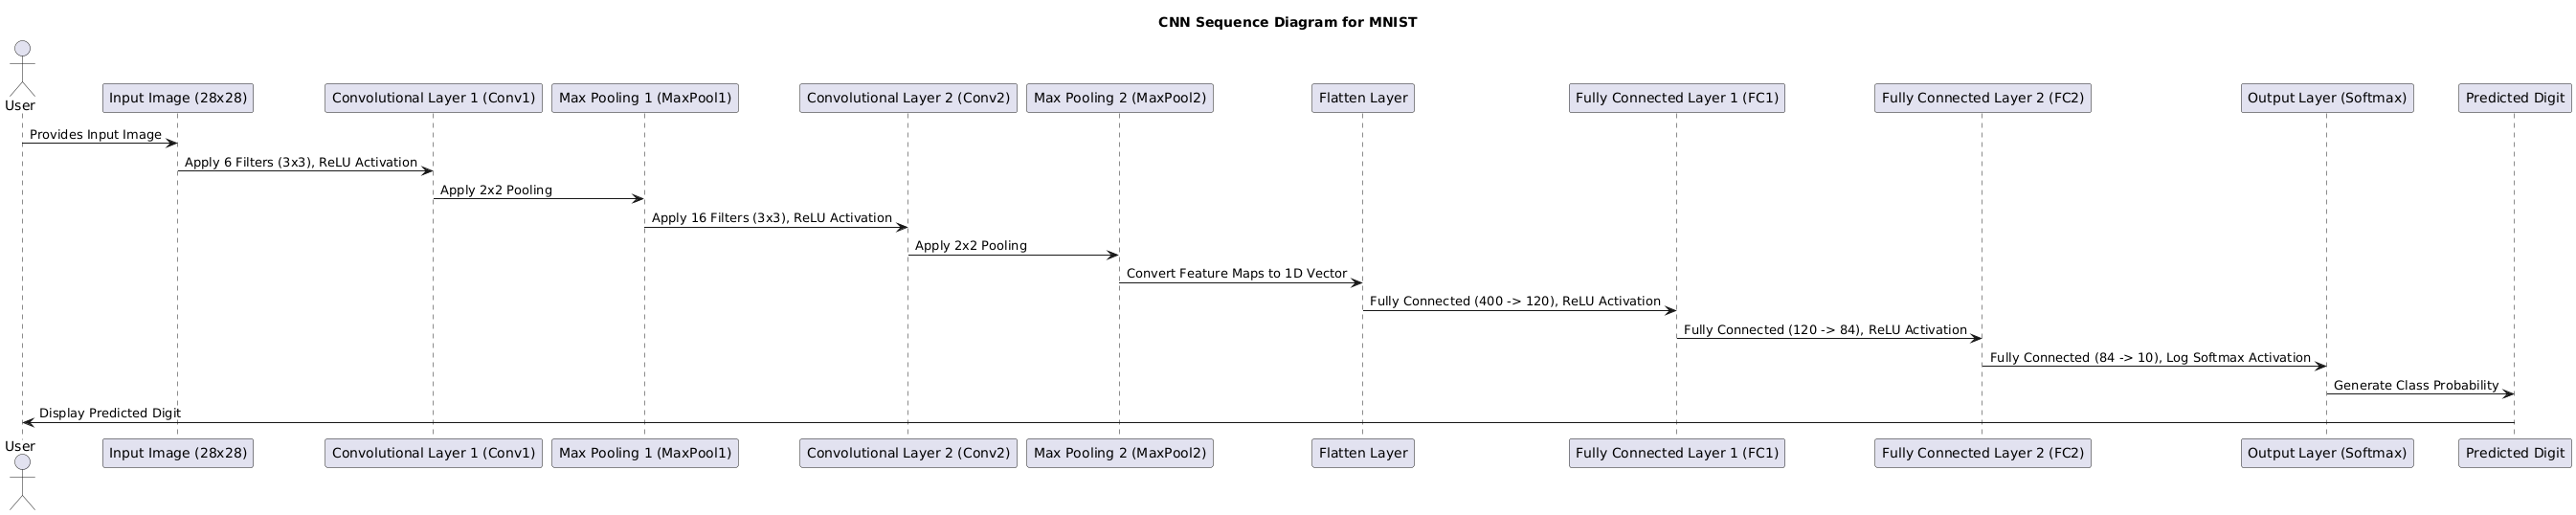 CNN Sequence Diagram for MNIST
User
Input Image (28x28)
Convolutional Layer 1 (Conv1)
Max Pooling 1 (MaxPool1)
Convolutional Layer 2 (Conv2)
Max Pooling 2 (MaxPool2)
Flatten Layer
Fully Connected Layer 1 (FC1)
Fully Connected Layer 2 (FC2)
Output Layer (Softmax)
Predicted Digit
Provides Input Image
Apply 6 Filters (3x3), ReLU Activation
Apply 2x2 Pooling
Apply 16 Filters (3x3), ReLU Activation
Apply 2x2 Pooling
Convert Feature Maps to 1D Vector
Fully Connected (400 -> 120), ReLU Activation
Fully Connected (120 -> 84), ReLU Activation
Fully Connected (84 -> 10), Log Softmax Activation
Generate Class Probability
Display Predicted Digit
User
Input Image (28x28)
Convolutional Layer 1 (Conv1)
Max Pooling 1 (MaxPool1)
Convolutional Layer 2 (Conv2)
Max Pooling 2 (MaxPool2)
Flatten Layer
Fully Connected Layer 1 (FC1)
Fully Connected Layer 2 (FC2)
Output Layer (Softmax)
Predicted Digit